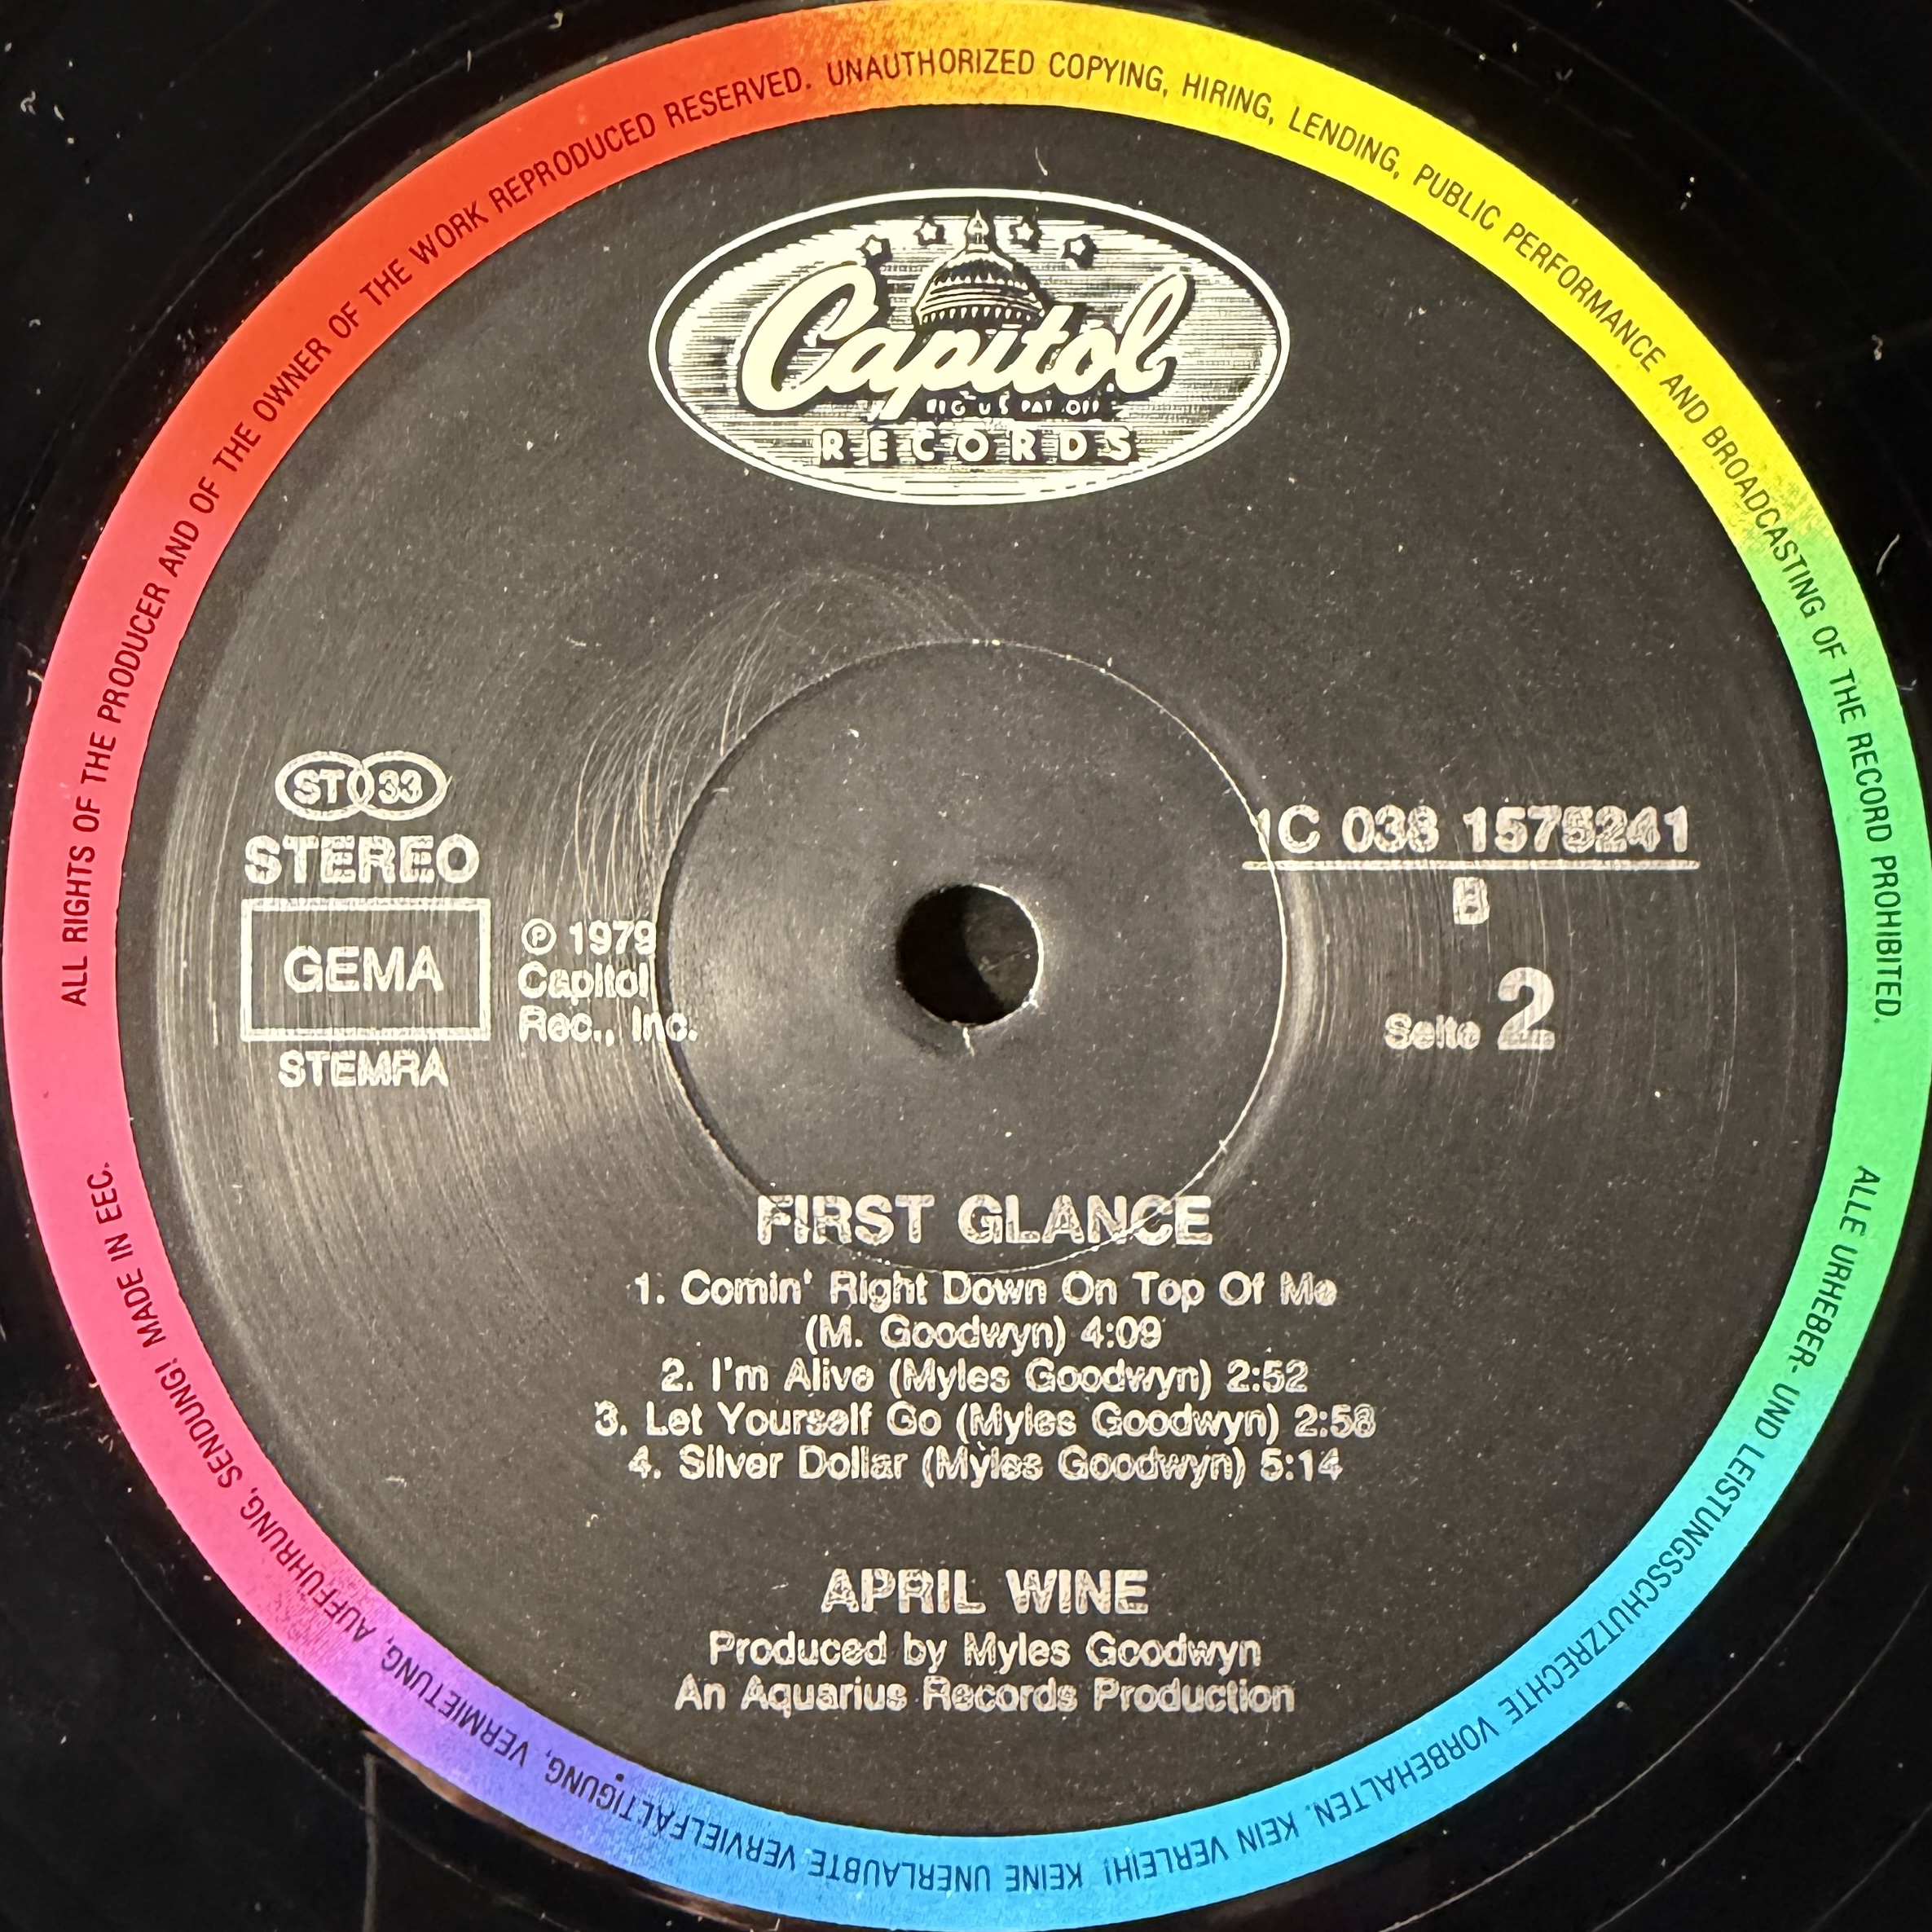 ALL RIGHTS OF THE PRODUCER AND OF THE OWNER OF THE WORK REPRODUCED RESERVED. UNAUTHORIZED COPYING, HIRING, LENDING, PUBLIC PERFORMANCE AND BROADCASTING OF THE RECORD PROHIBITED.
Capitol
REG U S PAT OFF
RECORDS
ST 33
STEREO
GEMA
STEMRA
℗ 1979
Capitol
Rec., Inc.
1C 038 1575241
B
Seite 2
FIRST GLANCE
1. Comin' Right Down On Top Of Me
(M. Goodwyn) 4:09
2. I'm Alive (Myles Goodwyn) 2:52
3. Let Yourself Go (Myles Goodwyn) 2:58
4. Silver Dollar (Myles Goodwyn) 5:14
APRIL WINE
Produced by Myles Goodwyn
An Aquarius Records Production
ALLE URHEBER- UND LEISTUNGSSCHUTZRECHTE VORBEHALTEN. KEIN VERLEIH! KEINE UNERLAUBTE VERVIELFÄLTIGUNG, VERMIETUNG, AUFFÜHRUNG, SENDUNG! MADE IN EEC.